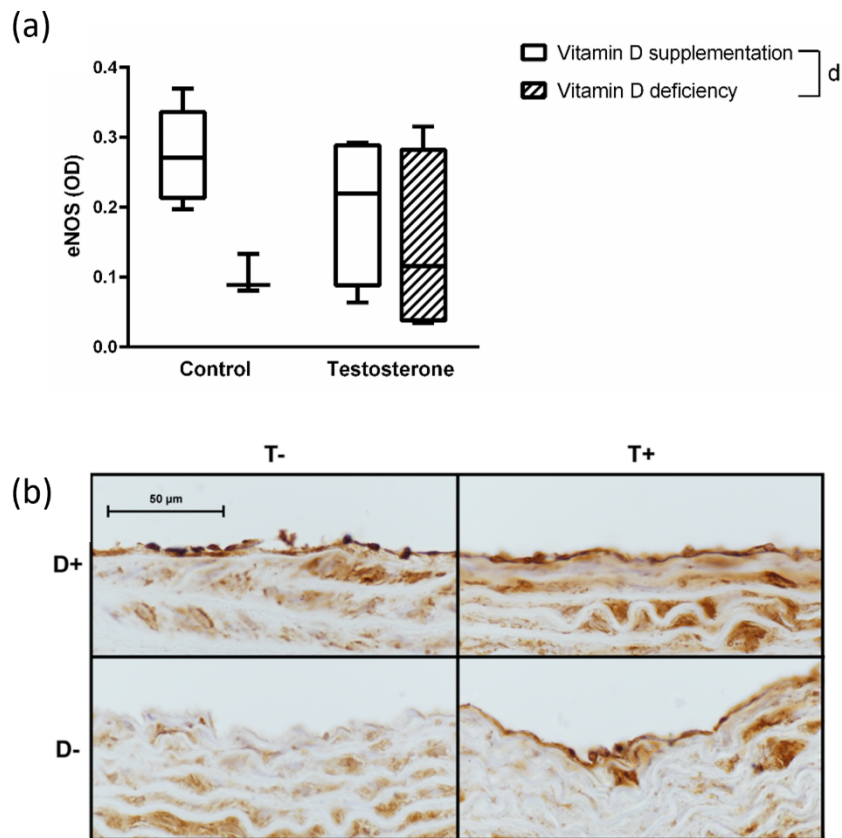 (a)
Vitamin D supplementation
d
Vitamin D deficiency
0.4
0.3
0.2
0.1
0.0
eNOS (OD)
Control Testosterone
(b)
T- T+
50 µm
D+
D-